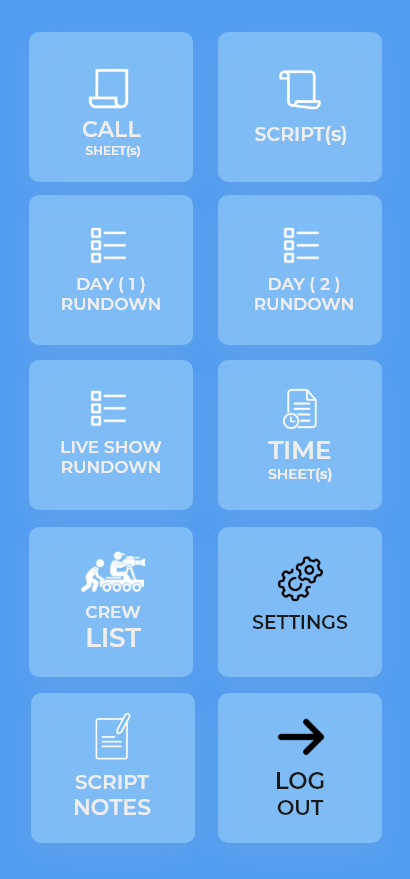 CALL
SHEET(s)
SCRIPT(s)
DAY ( 1 )
RUNDOWN
DAY ( 2 )
RUNDOWN
LIVE SHOW
RUNDOWN
TIME
SHEET(s)
CREW
LIST
SETTINGS
SCRIPT
NOTES
LOG
OUT